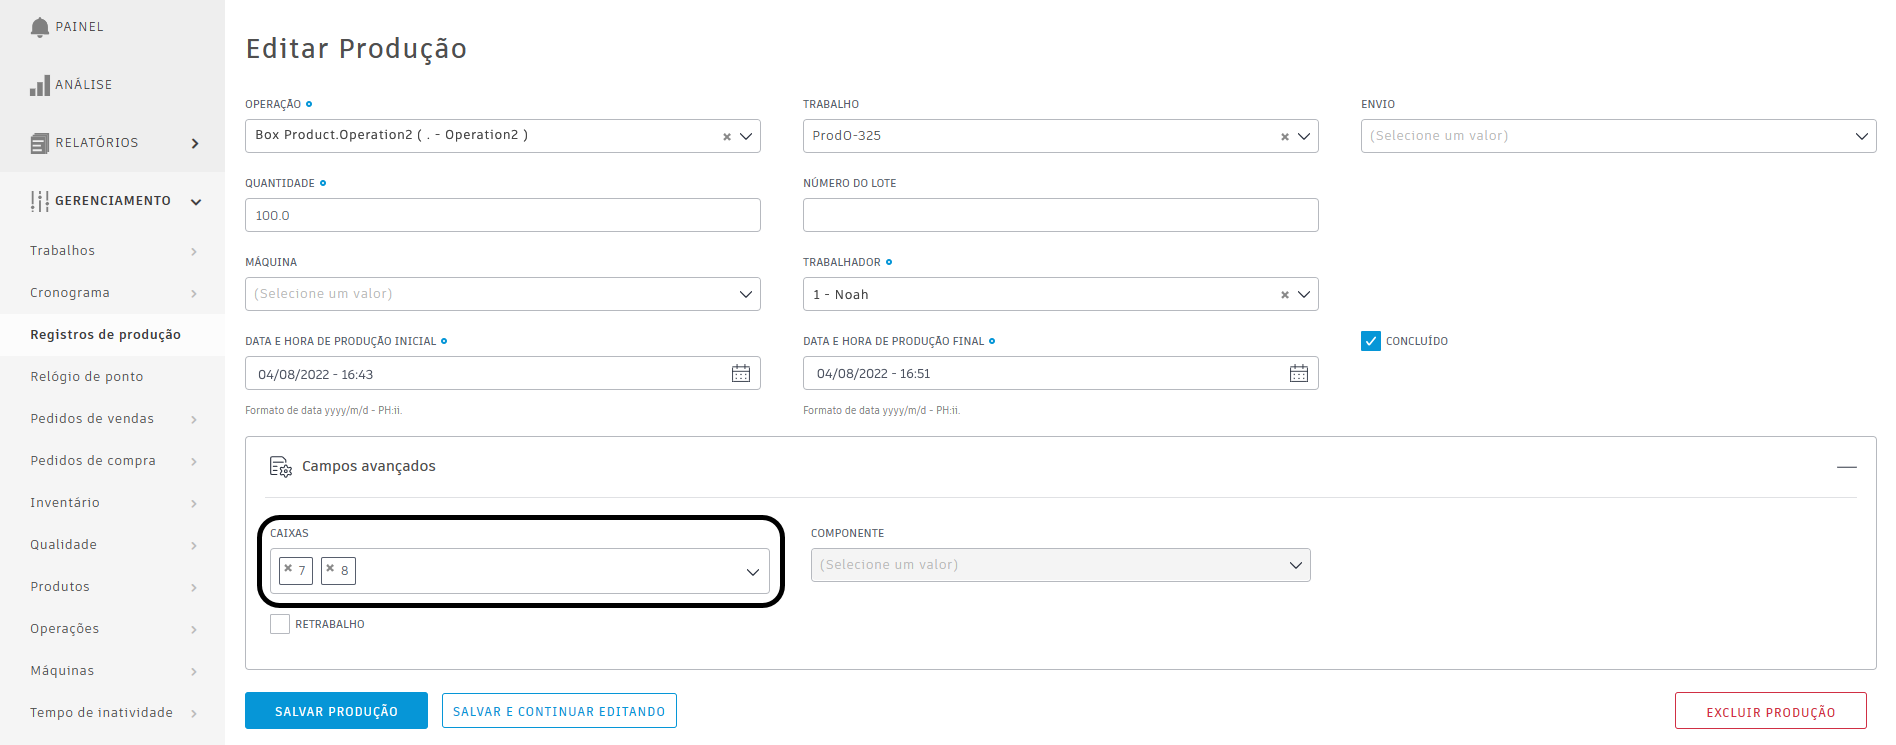 PAINEL
ANÁLISE
RELATÓRIOS
GERENCIAMENTO
Trabalhos
Cronograma
Registros de produção
Relógio de ponto
Pedidos de vendas
Pedidos de compra
Inventário
Qualidade
Produtos
Operações
Máquinas
Tempo de inatividade
Editar Produção
OPERAÇÃO
Box Product.Operation2 ( . - Operation2 )
TRABALHO
ProdO-325
ENVIO
(Selecione um valor)
QUANTIDADE
100.0
NÚMERO DO LOTE
MÁQUINA
(Selecione um valor)
TRABALHADOR
1 - Noah
DATA E HORA DE PRODUÇÃO INICIAL
04/08/2022 - 16:43
Formato de data yyyy/m/d - PH:ii.
DATA E HORA DE PRODUÇÃO FINAL
04/08/2022 - 16:51
Formato de data yyyy/m/d - PH:ii.
CONCLUÍDO
Campos avançados
CAIXAS
7 8
COMPONENTE
(Selecione um valor)
RETRABALHO
SALVAR PRODUÇÃO
SALVAR E CONTINUAR EDITANDO
EXCLUIR PRODUÇÃO